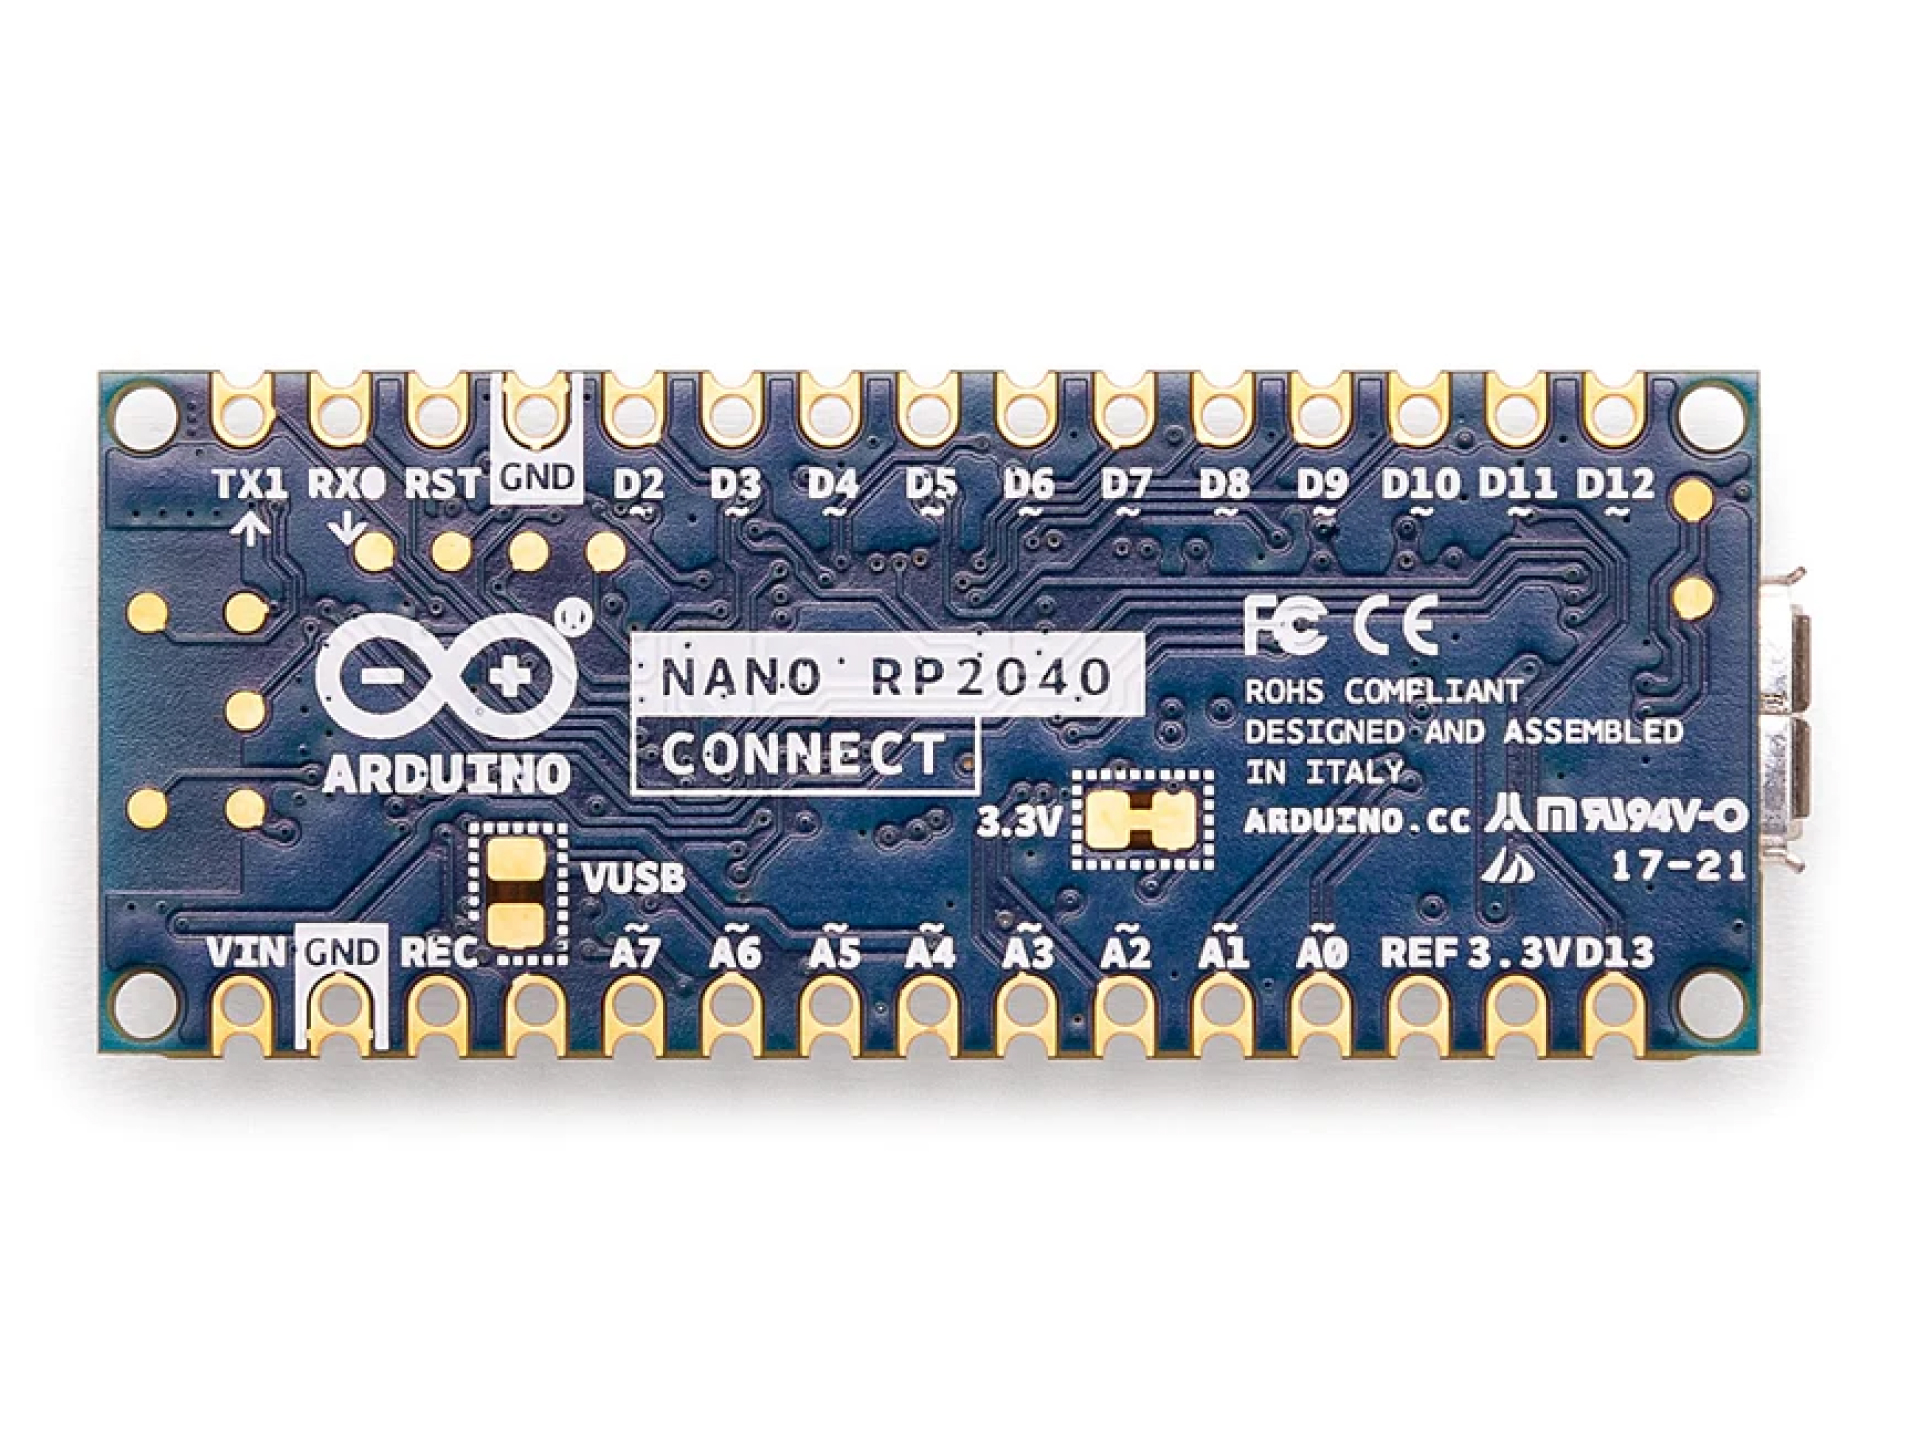 TX1 RX0 RST GND D2 D3 D4 D5 D6 D7 D8 D9 D10 D11 D12
~ ~ ~ ~ ~ ~ ~ ~ ~ ~ ~
FC CE
NANO RP2040
CONNECT
ARDUINO
ROHS COMPLIANT
DESIGNED AND ASSEMBLED
IN ITALY
ARDUINO.CC 94V-0
17-21
3.3V
VUSB
~ ~ ~ ~ ~ ~ ~ ~
VIN GND REC A7 A6 A5 A4 A3 A2 A1 A0 REF 3.3V D13